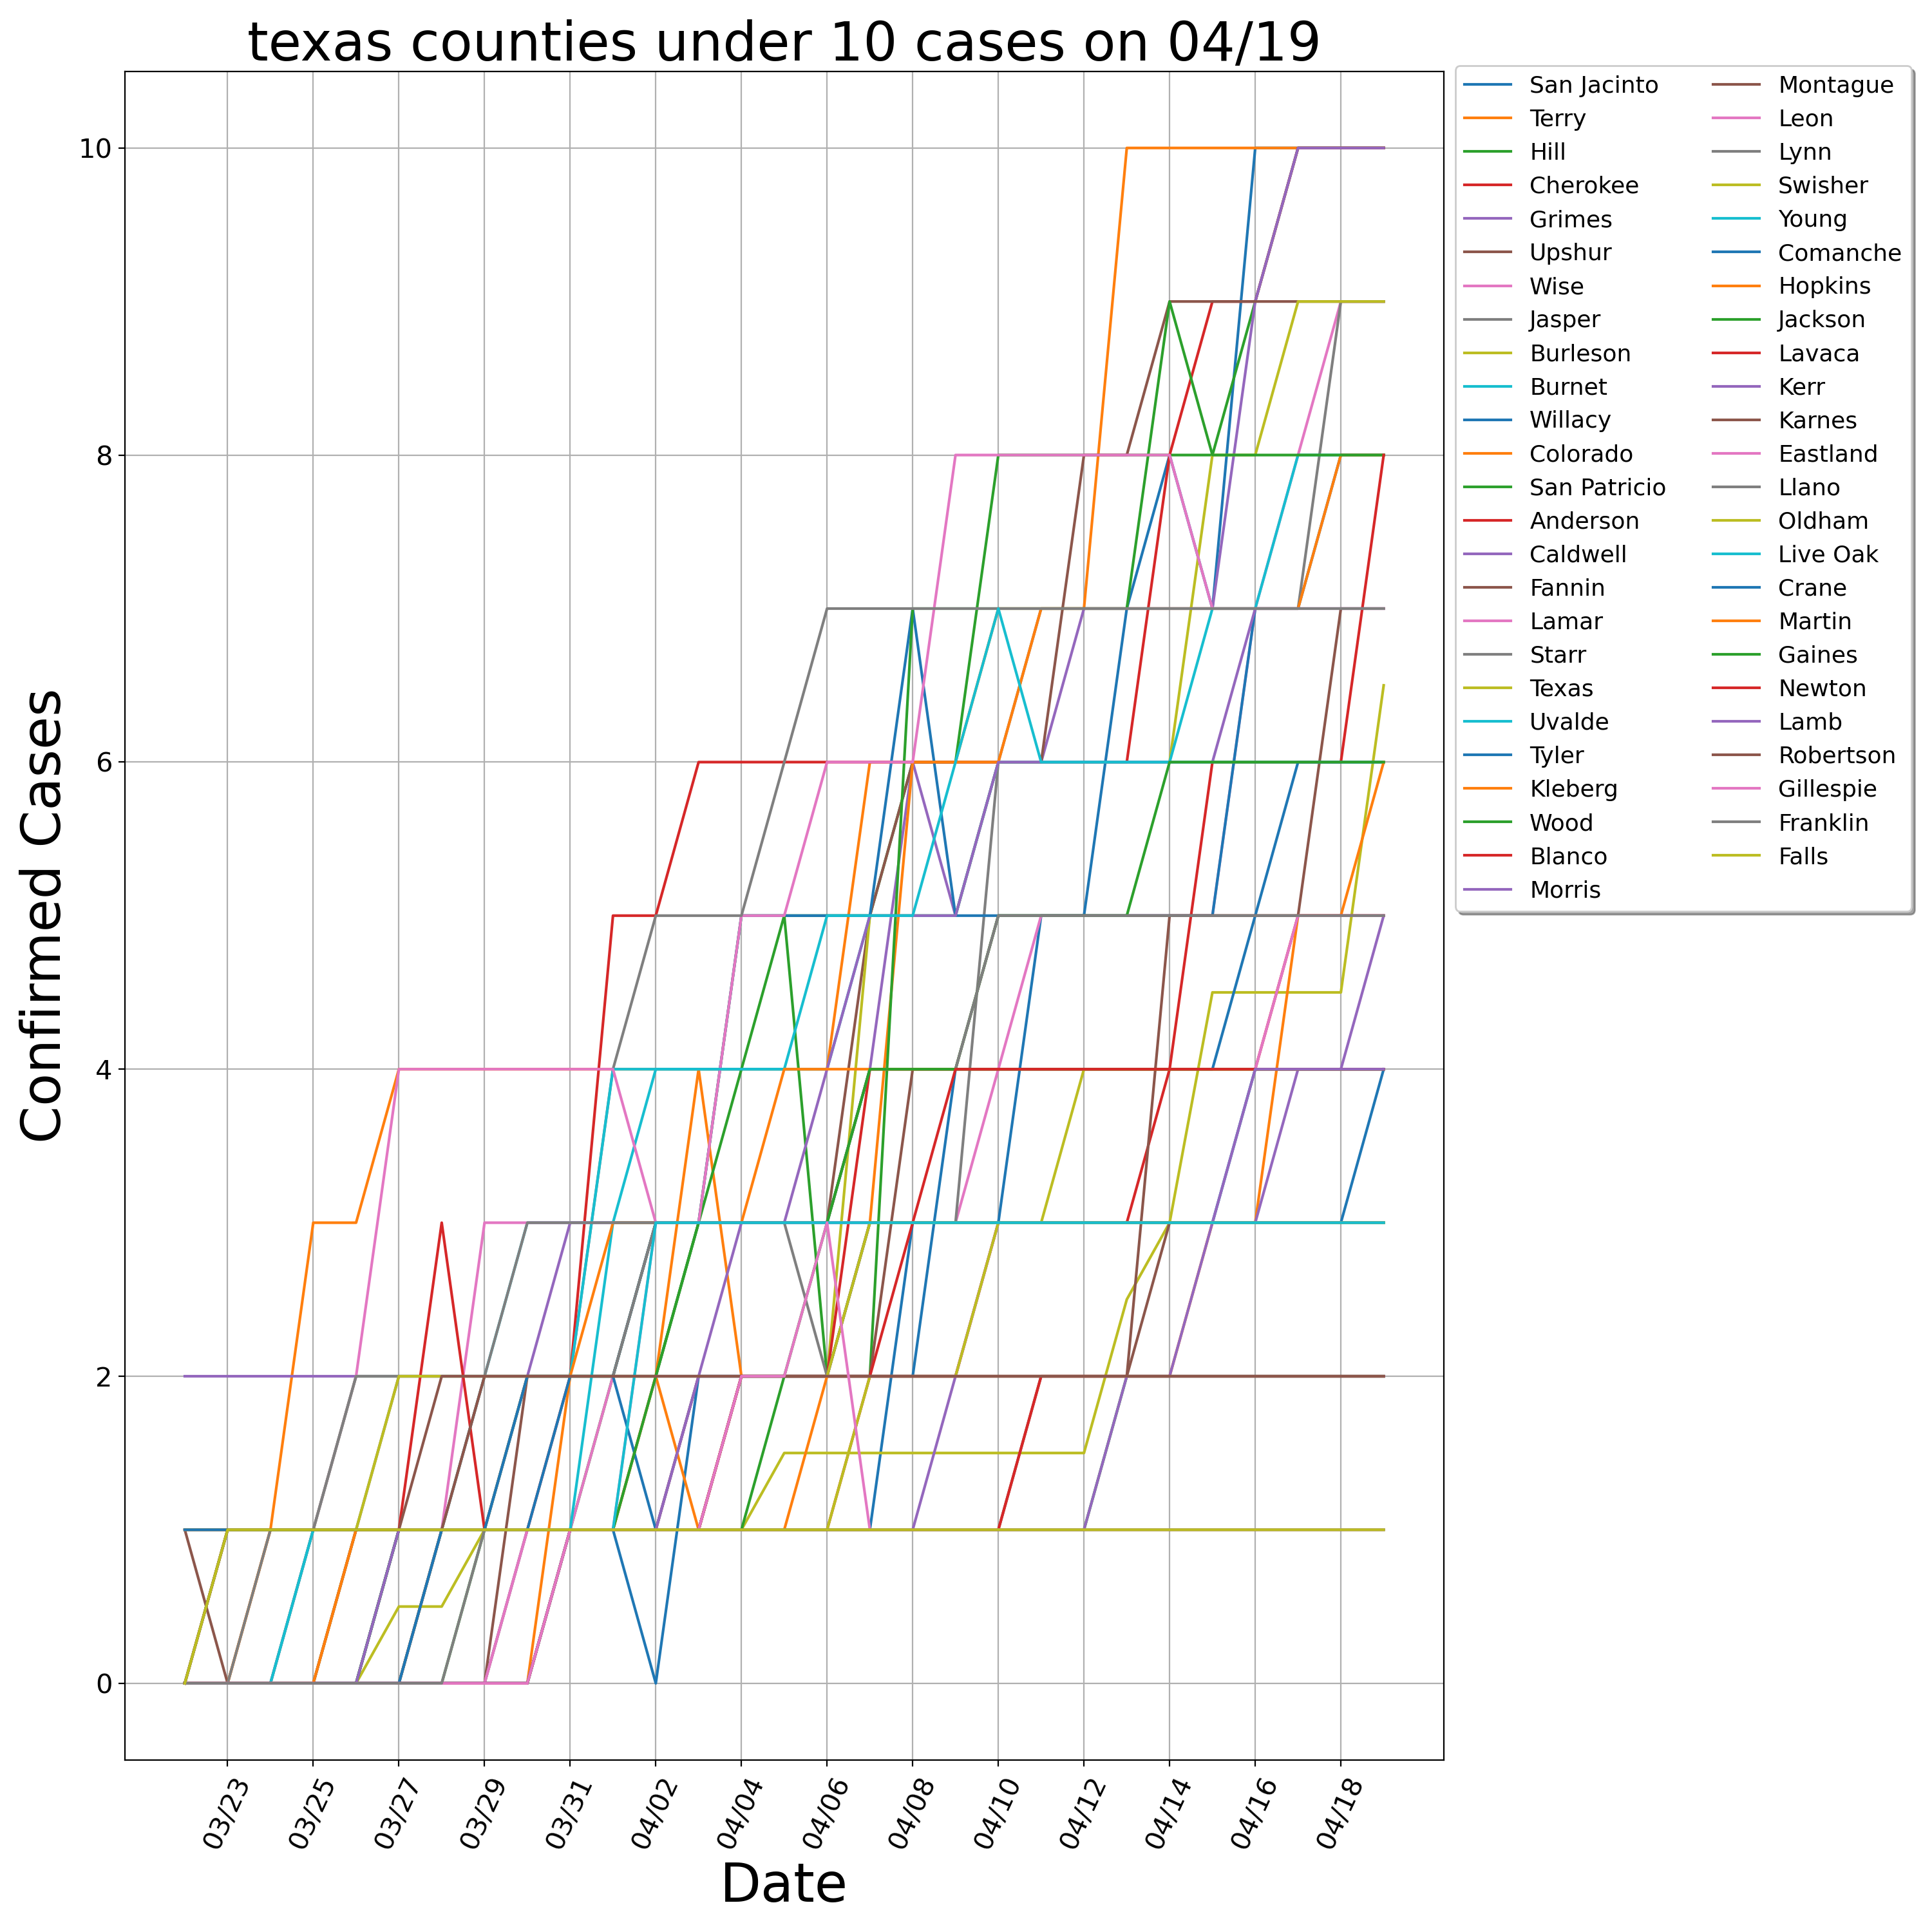 texas counties under 10 cases on 04/19
Confirmed Cases
10
8
6
4
2
0
03/23
03/25
03/27
03/29
03/31
04/02
04/04
04/06
04/08
04/10
04/12
04/14
04/16
04/18
Date
San Jacinto
Terry
Hill
Cherokee
Grimes
Upshur
Wise
Jasper
Burleson
Burnet
Willacy
Colorado
San Patricio
Anderson
Caldwell
Fannin
Lamar
Starr
Texas
Uvalde
Tyler
Kleberg
Wood
Blanco
Morris
Montague
Leon
Lynn
Swisher
Young
Comanche
Hopkins
Jackson
Lavaca
Kerr
Karnes
Eastland
Llano
Oldham
Live Oak
Crane
Martin
Gaines
Newton
Lamb
Robertson
Gillespie
Franklin
Falls